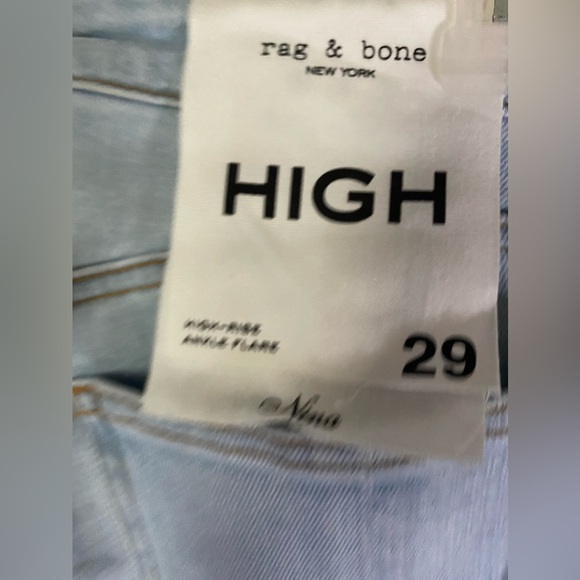 rag & bone
NEW YORK
HIGH
HIGH-RISE
ANKLE FLARE
29
Nina